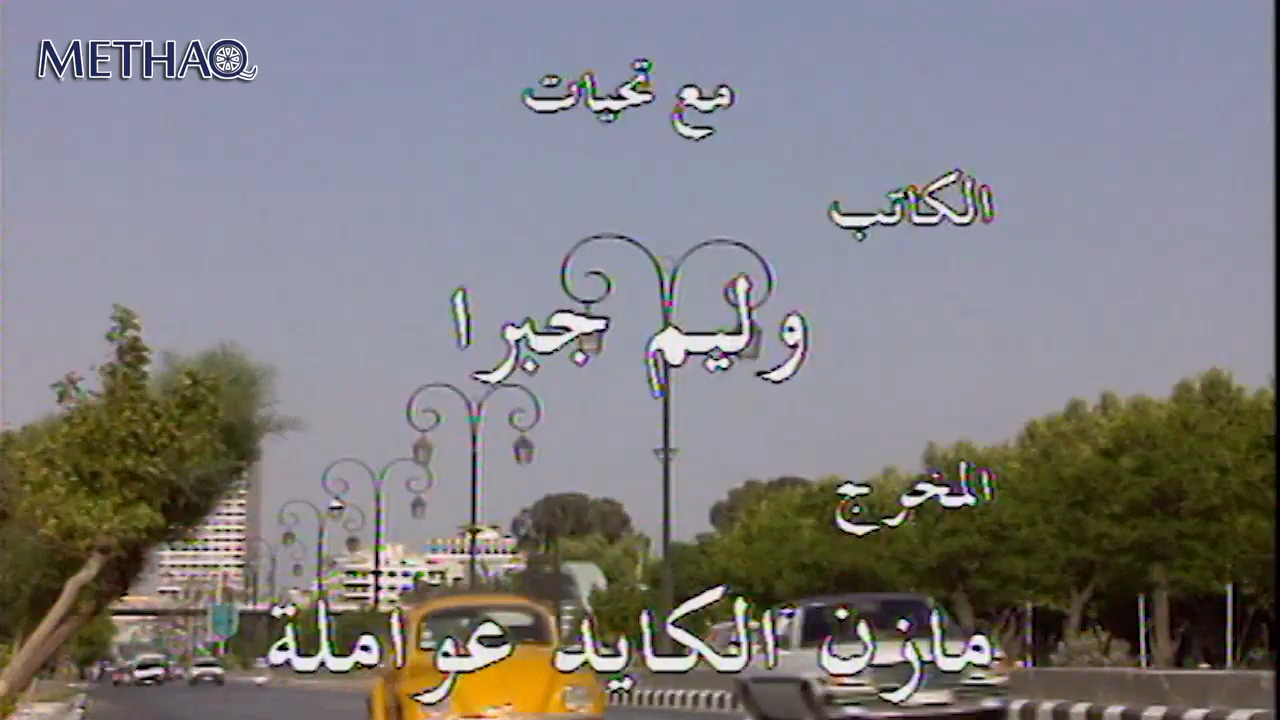 METHAQ
مع تحيات
الكاتب
وليم جبرا
المخرج
مازن الكايد عواملة